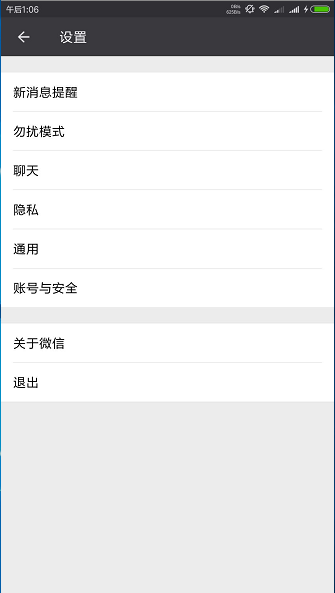 午后1:06
设置
新消息提醒
勿扰模式
聊天
隐私
通用
账号与安全
关于微信
退出